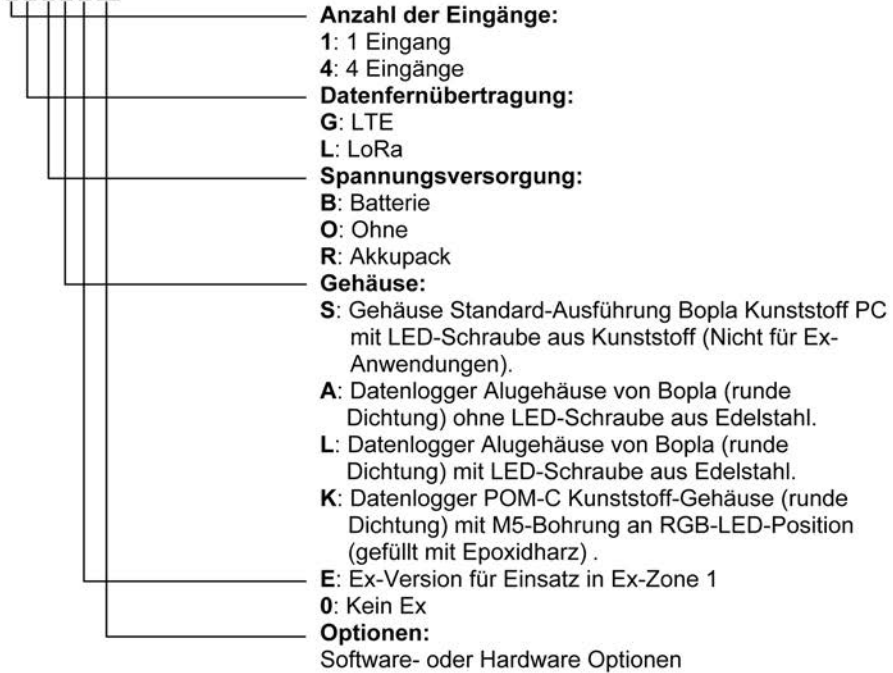 Anzahl der Eingänge:
1: 1 Eingang
4: 4 Eingänge
Datenfernübertragung:
G: LTE
L: LoRa
Spannungsversorgung:
B: Batterie
O: Ohne
R: Akkupack
Gehäuse:
S: Gehäuse Standard-Ausführung Bopla Kunststoff PC
mit LED-Schraube aus Kunststoff (Nicht für Ex-
Anwendungen).
A: Datenlogger Alugehäuse von Bopla (runde
Dichtung) ohne LED-Schraube aus Edelstahl.
L: Datenlogger Alugehäuse von Bopla (runde
Dichtung) mit LED-Schraube aus Edelstahl.
K: Datenlogger POM-C Kunststoff-Gehäuse (runde
Dichtung) mit M5-Bohrung an RGB-LED-Position
(gefüllt mit Epoxidharz) .
E: Ex-Version für Einsatz in Ex-Zone 1
0: Kein Ex
Optionen:
Software- oder Hardware Optionen